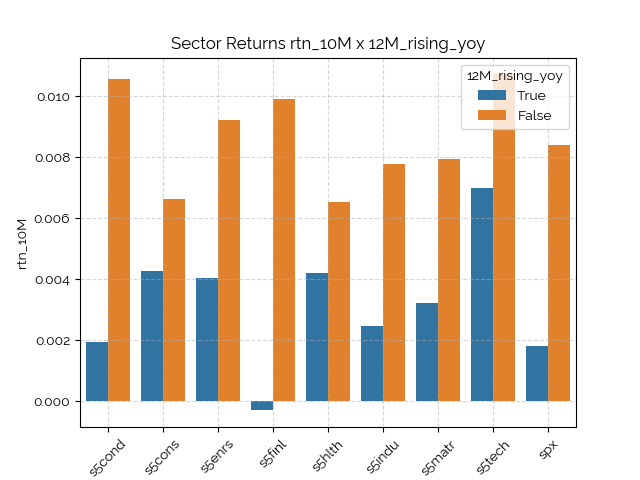 Sector Returns rtn_10M x 12M_rising_yoy
12M_rising_yoy
True
False
rtn_10M
0.010
0.008
0.006
0.004
0.002
0.000
s5cond
s5cons
s5enrs
s5finl
s5hlth
s5indu
s5matr
s5tech
spx